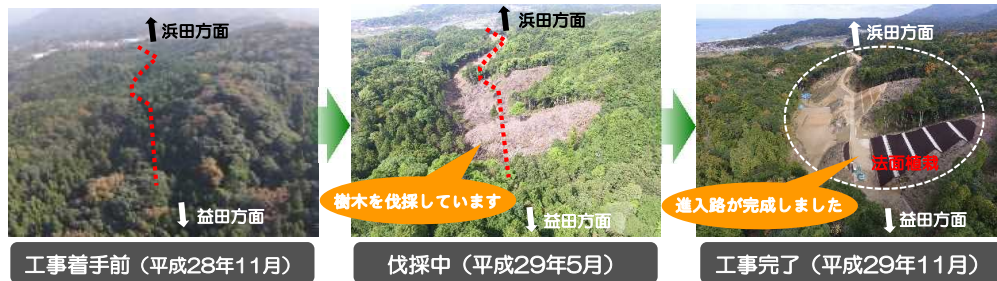 浜田方面
益田方面
工事着手前（平成28年11月）
浜田方面
樹木を伐採しています
益田方面
伐採中（平成29年5月）
浜田方面
法面植栽
進入路が完成しました
益田方面
工事完了（平成29年11月）